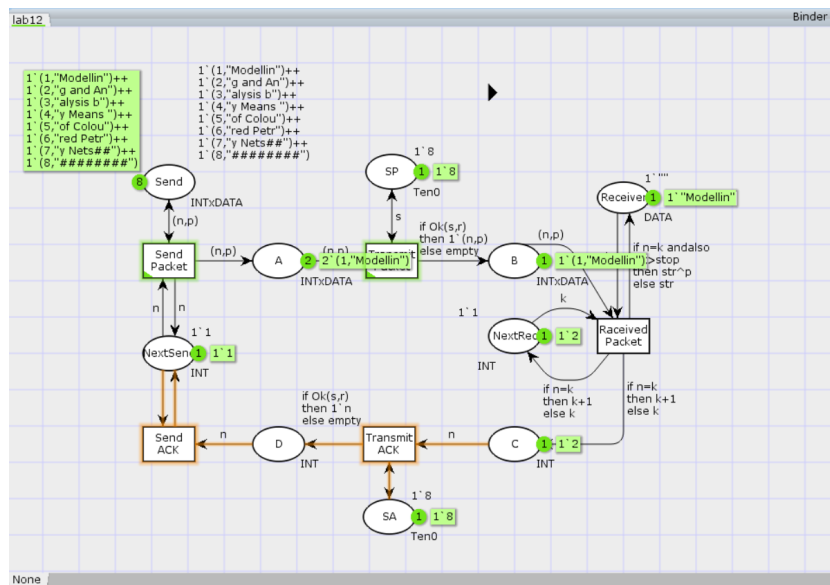 lab12
Binder
1`(1,"Modellin")++
1`(2,"g and An")++
1`(3,"alysis b")++
1`(4,"y Means ")++
1`(5,"of Colou")++
1`(6,"red Petr")++
1`(7,"y Nets##")++
1`(8,"########")
1`(1,"Modellin")++
1`(2,"g and An")++
1`(3,"alysis b")++
1`(4,"y Means ")++
1`(5,"of Colou")++
1`(6,"red Petr")++
1`(7,"y Nets##")++
1`(8,"########")
8
Send
INTxDATA
(n,p)
1`8
SP
1
1`8
Ten0
s
1`""
Receiver
1
1`"Modellin"
DATA
Send
Packet
(n,p)
A
2
2`(1,"Modellin")
INTxDATA
if Ok(s,r)
then 1`(n,p)
else empty
B
1
1`(1,"Modellin")
INTxDATA
(n,p)
if n=k andalso
>stop
then str^p
else str
n
n
1`1
NextSend
1
1`1
INT
k
1`1
NextRec
1
1`2
INT
Raceived
Packet
if n=k
then k+1
else k
if n=k
then k+1
else k
if Ok(s,r)
then 1`n
else empty
Send
ACK
n
D
INT
Transmit
ACK
n
C
1
1`2
INT
1`8
SA
1
1`8
Ten0
None